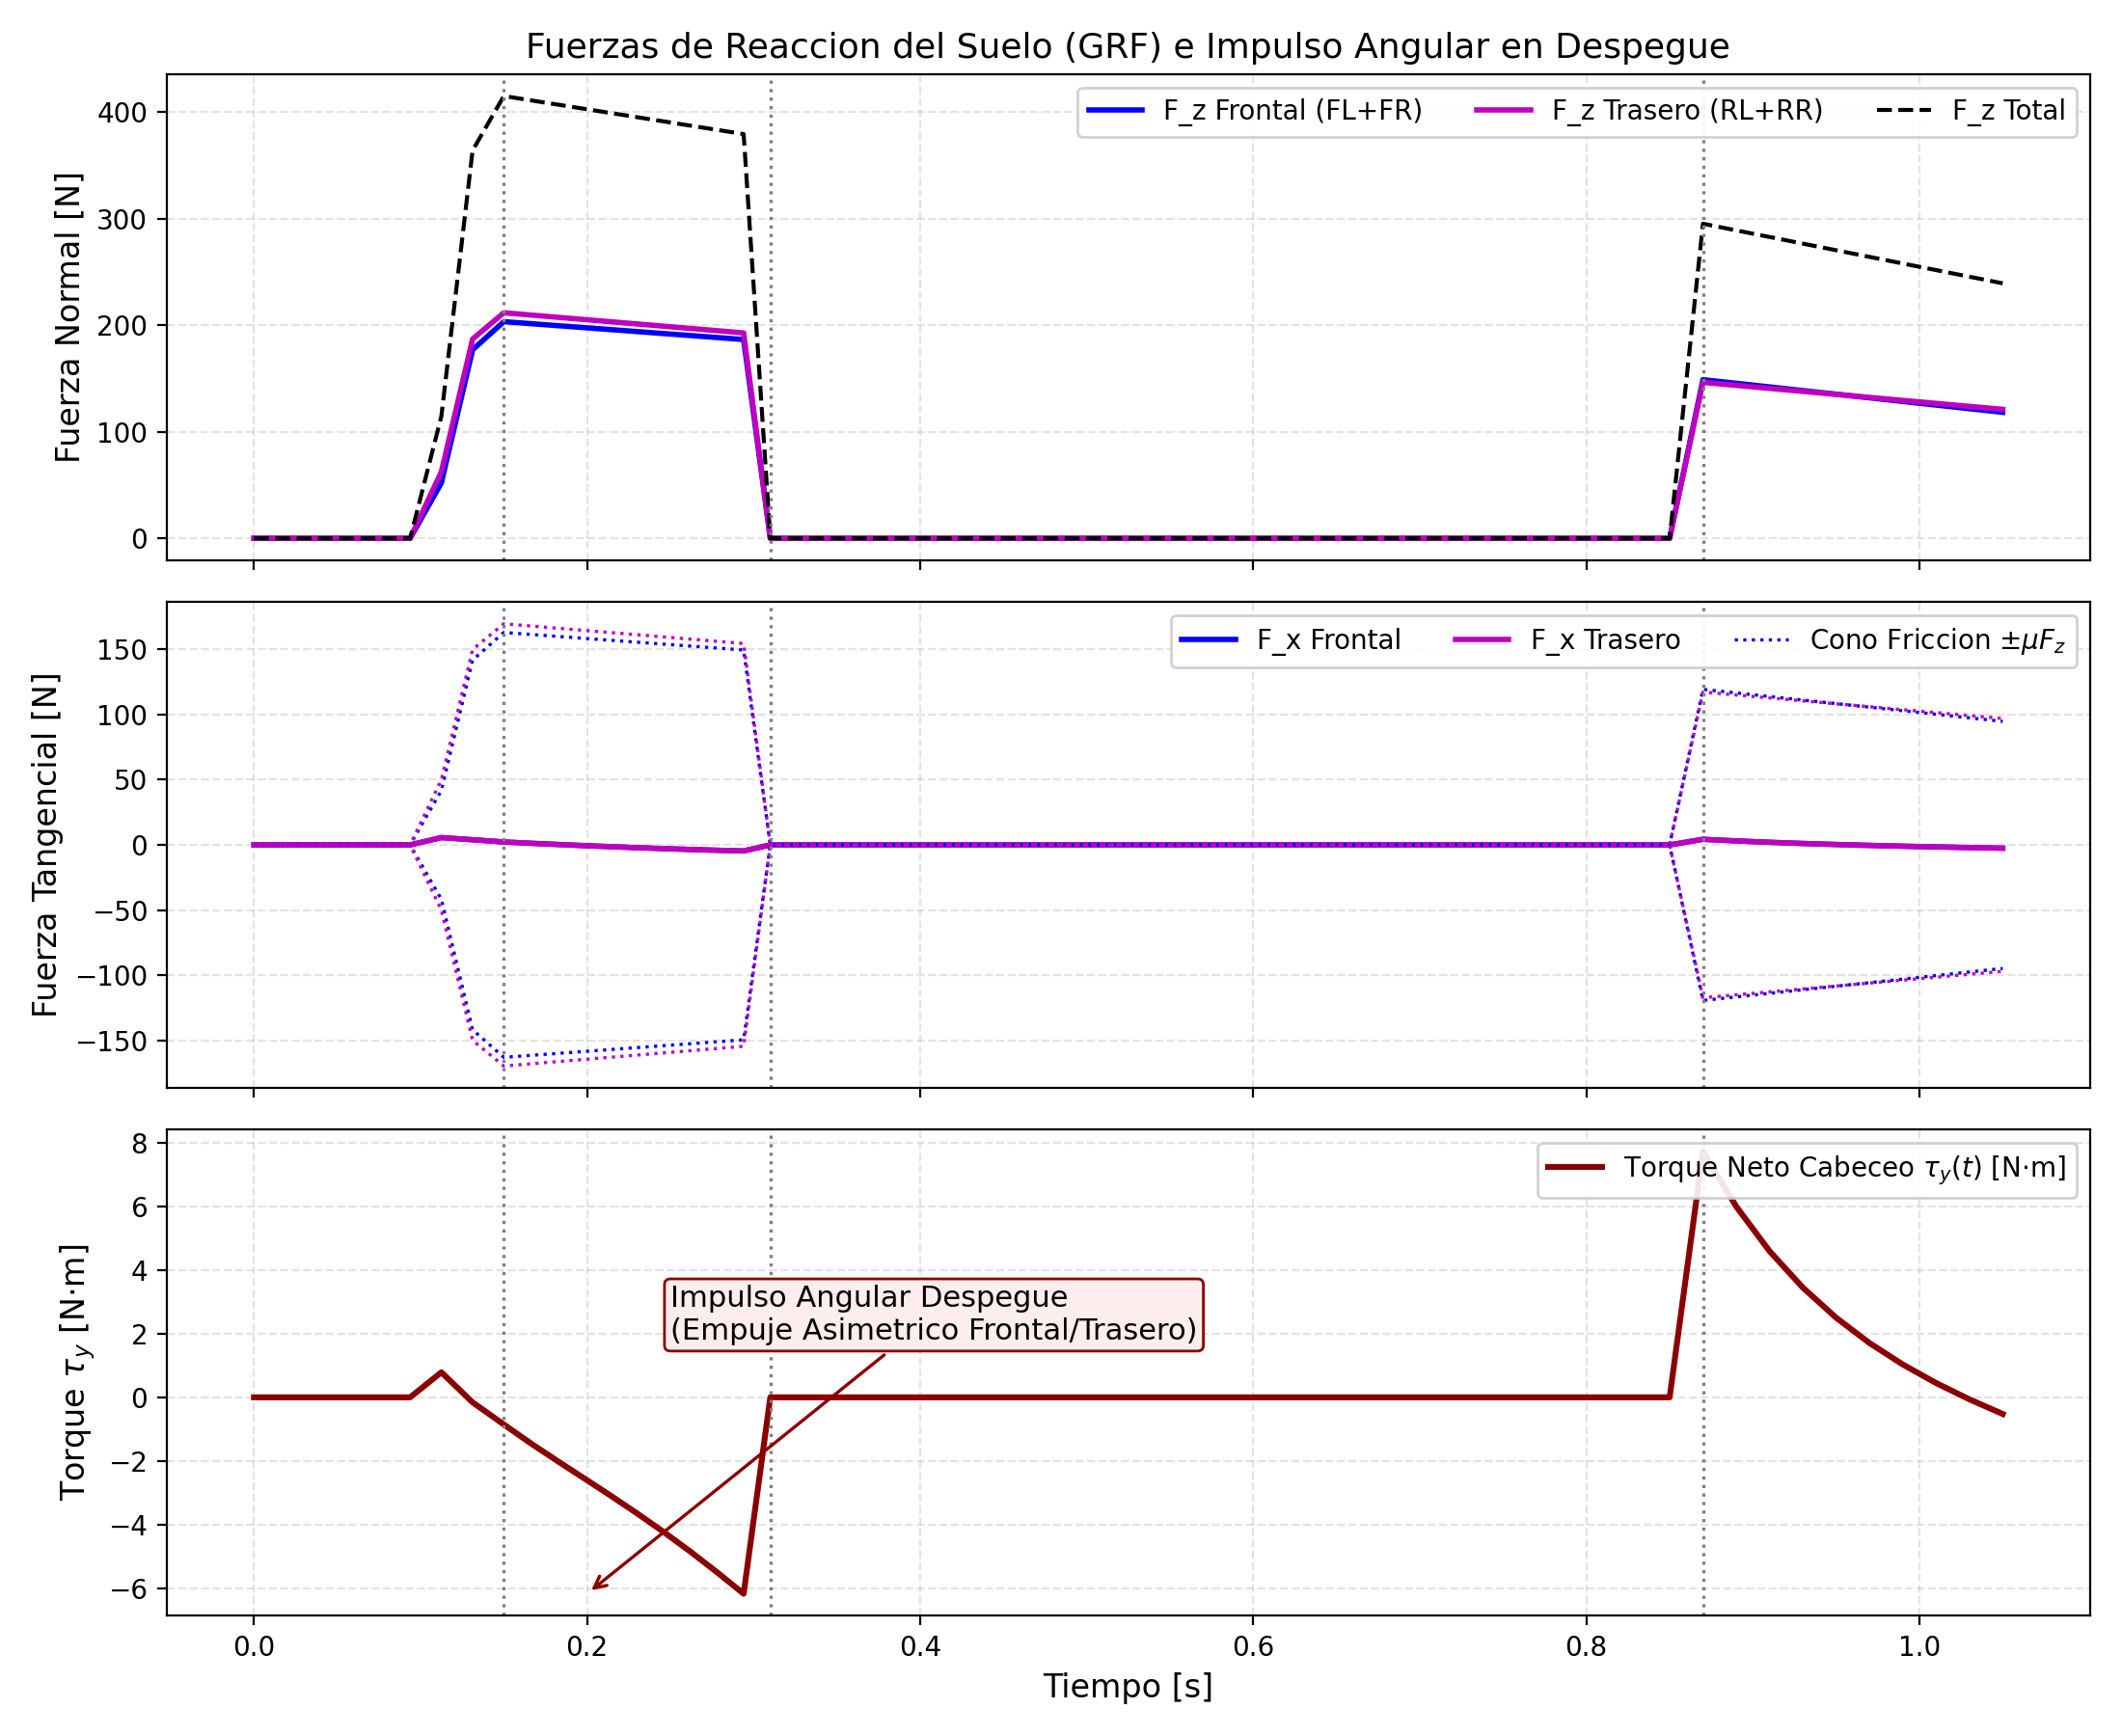 Fuerzas de Reaccion del Suelo (GRF) e Impulso Angular en Despegue
F_z Frontal (FL+FR) F_z Trasero (RL+RR) F_z Total
Fuerza Normal [N]
400
300
200
100
0
F_x Frontal F_x Trasero Cono Friccion ±μF_z
Fuerza Tangencial [N]
150
100
50
0
−50
−100
−150
Torque Neto Cabeceo τ_y(t) [N·m]
Torque τ_y [N·m]
8
6
4
2
0
−2
−4
−6
Impulso Angular Despegue
(Empuje Asimetrico Frontal/Trasero)
0.0 0.2 0.4 0.6 0.8 1.0
Tiempo [s]